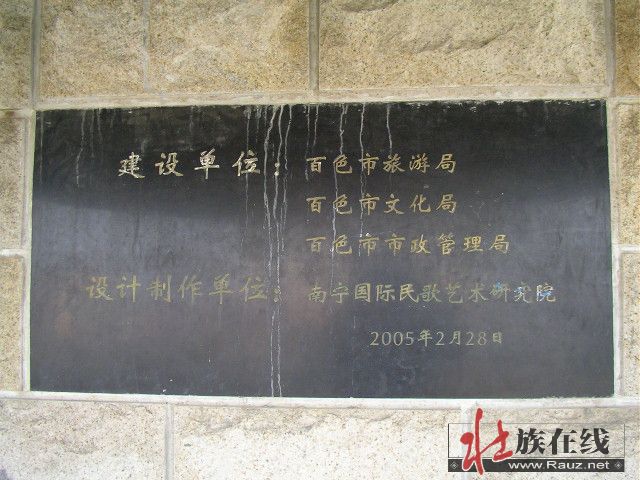 建设单位：百色市旅游局
百色市文化局
百色市市政管理局
设计制作单位：南宁国际民歌艺术研究院
2005年2月28日
壮族在线
www.Rauz.net